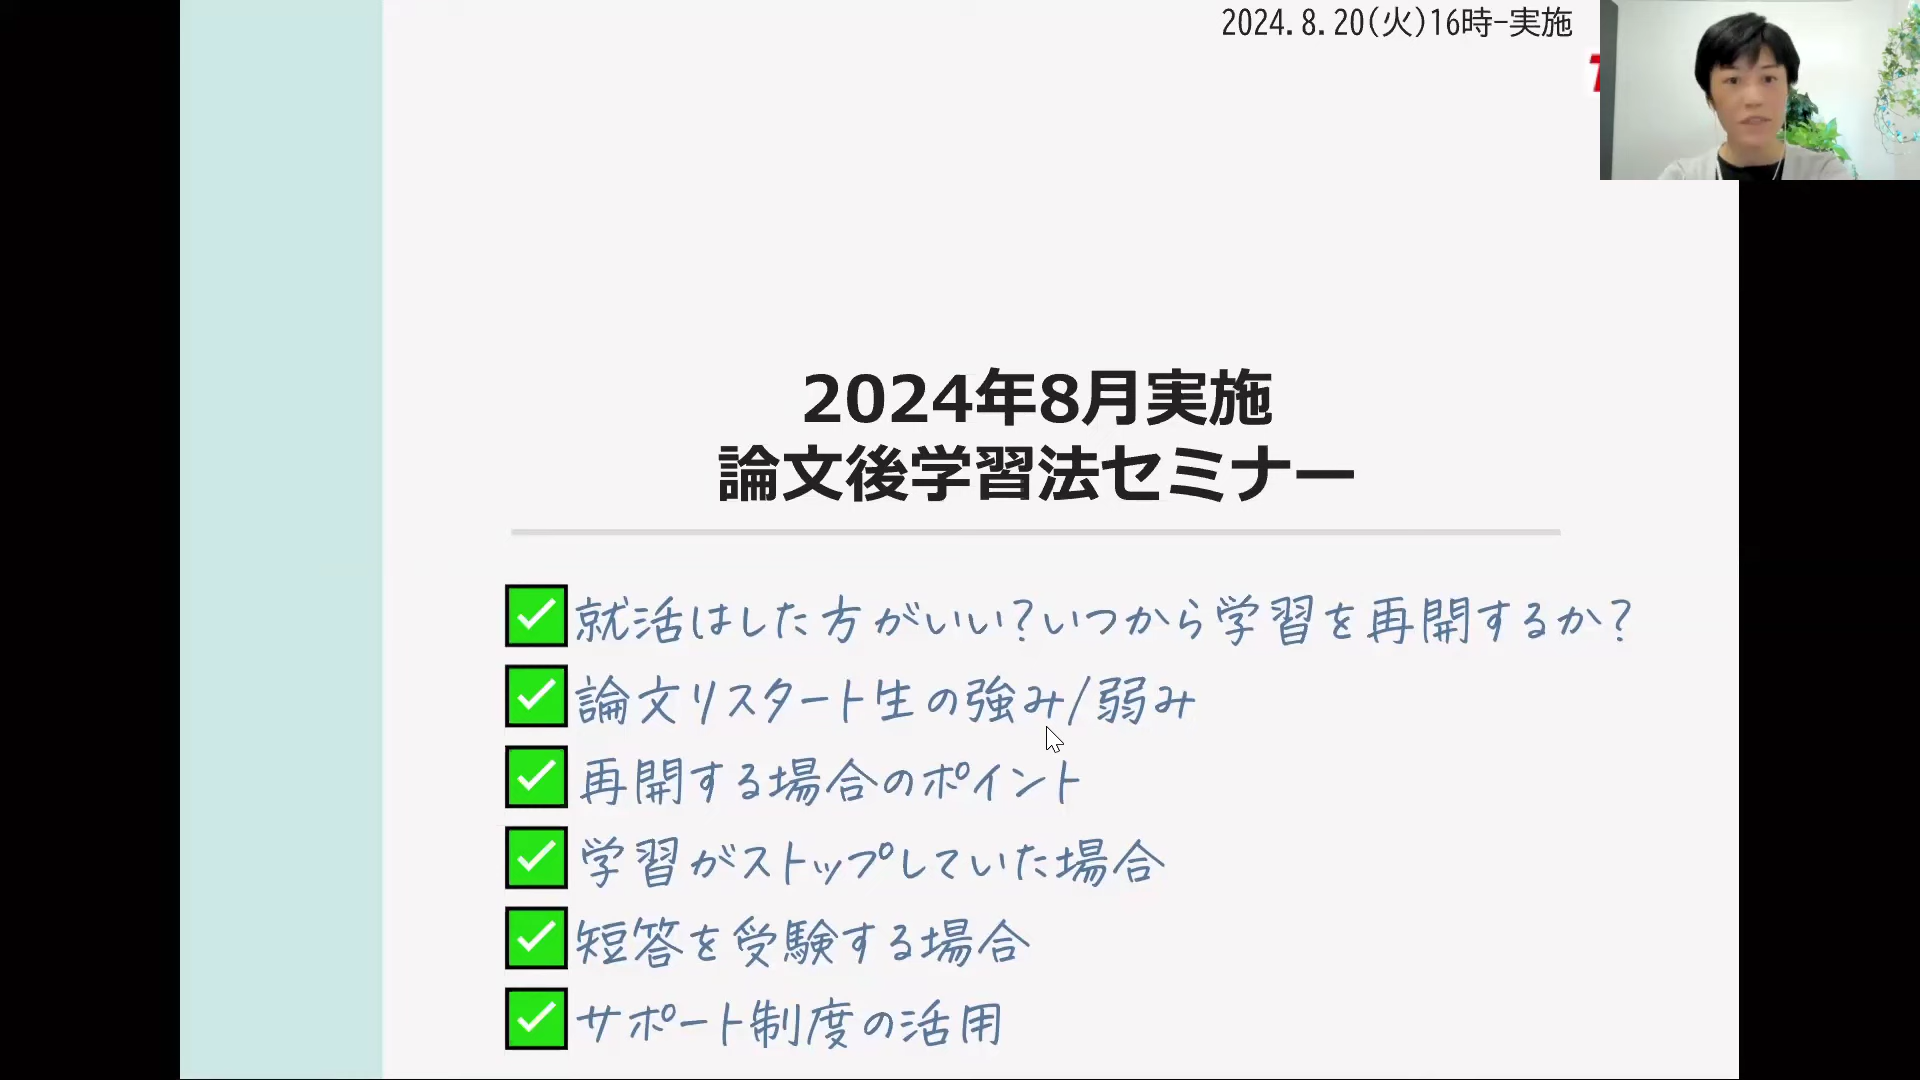 2024.8.20(火)16時-実施
2024年8月実施
論文後学習法セミナー
就活はした方がいい?いつから学習を再開するか?
論文リスタート生の強み/弱み
再開する場合のポイント
学習がストップしていた場合
短答を受験する場合
サポート制度の活用